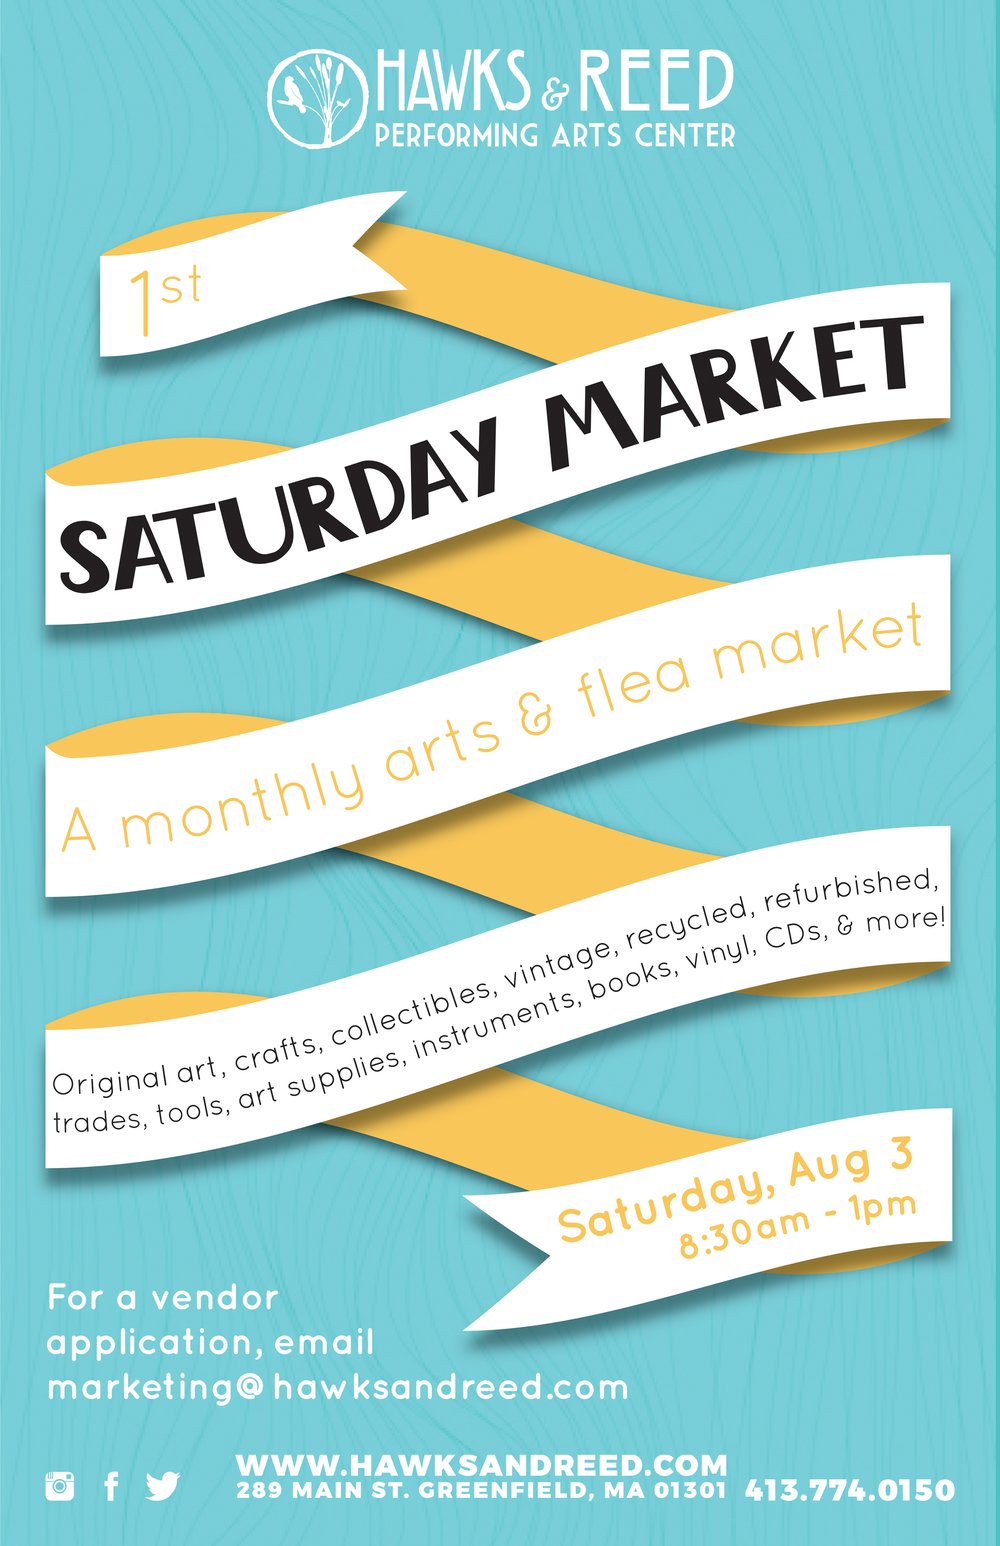 HAWKS & REED
PERFORMING ARTS CENTER
1st
SATURDAY MARKET
A monthly arts & flea market
Original art, crafts, collectibles, vintage, recycled, refurbished,
trades, tools, art supplies, instruments, books, vinyl, CDs, & more!
Saturday, Aug 3
8:30am - 1pm
For a vendor
application, email
marketing@hawksandreed.com
WWW.HAWKSANDREED.COM
289 MAIN ST. GREENFIELD, MA 01301
413.774.0150